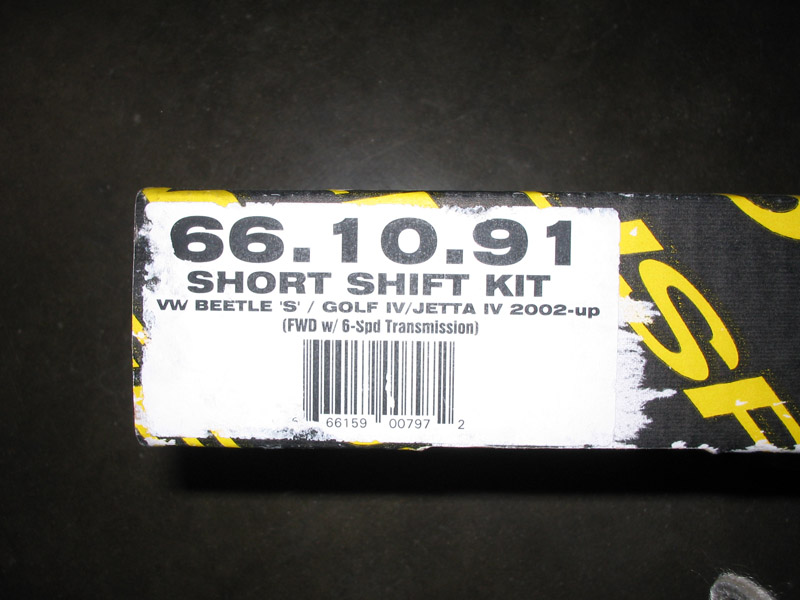 66.10.91
SHORT SHIFT KIT
VW BEETLE 'S' / GOLF IV/JETTA IV 2002-up
(FWD w/ 6-Spd Transmission)
66159 00797 2